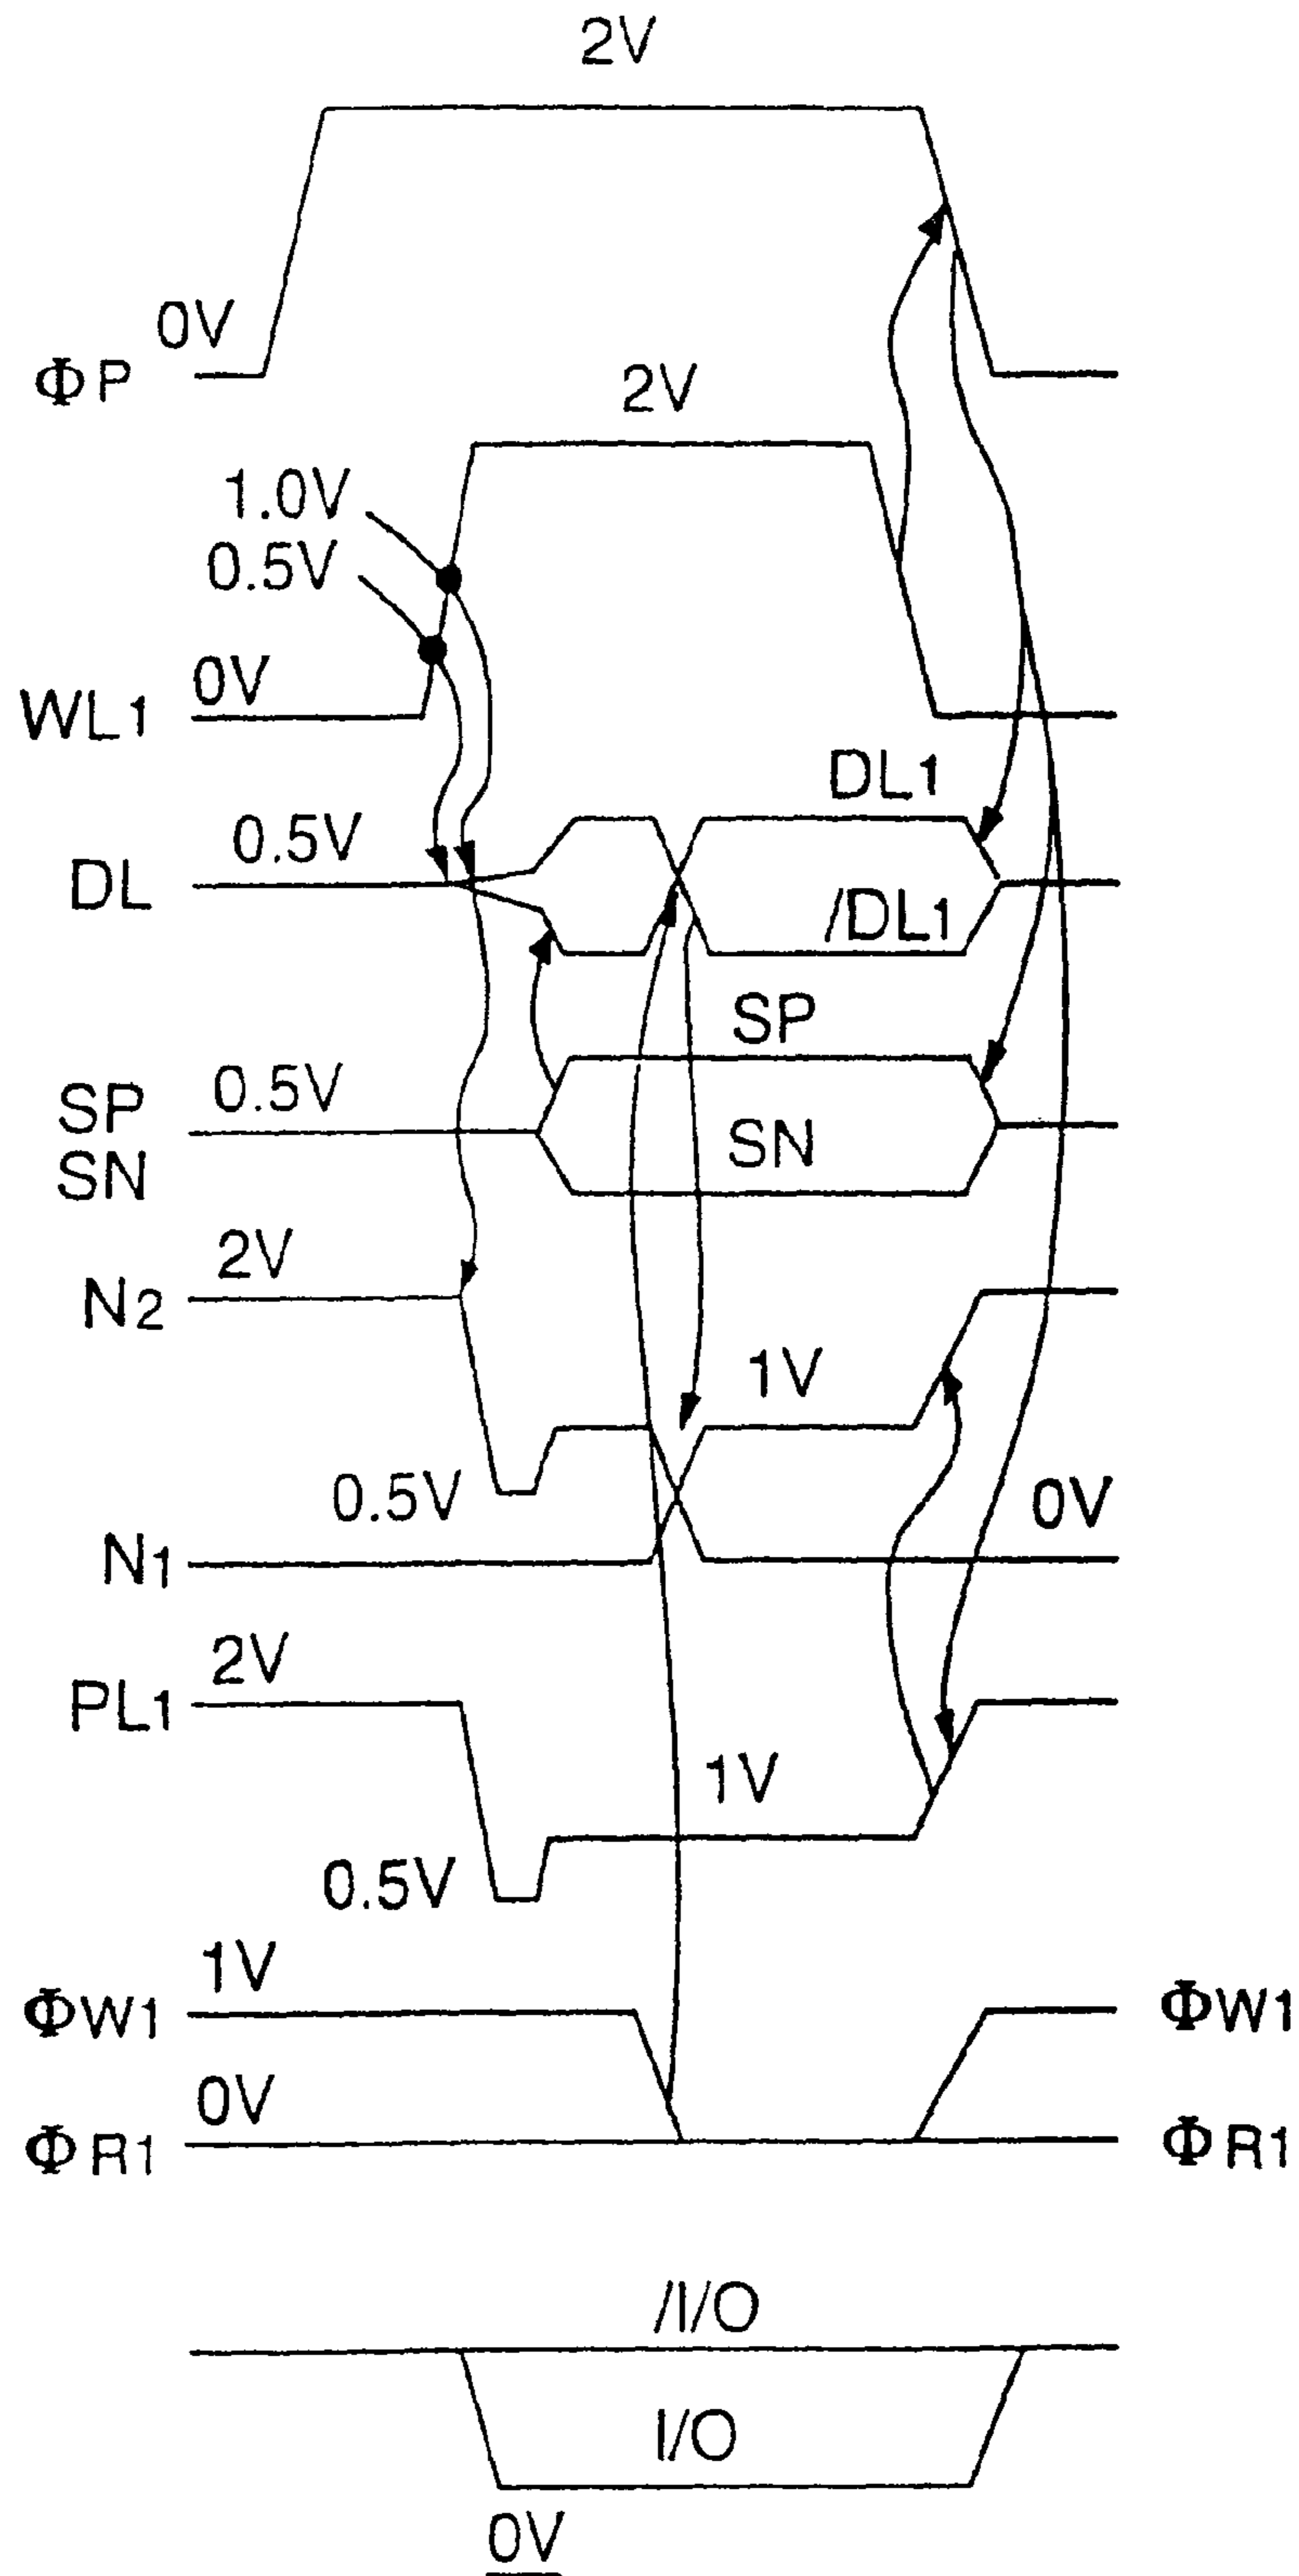 2V
0V
ΦP
2V
1.0V
0.5V
0V
WL1
DL1
0.5V
DL
/DL1
SP
0.5V
SP
SN
SN
2V
N2
1V
0.5V
0V
N1
2V
PL1
1V
0.5V
1V
ΦW1 ΦW1
0V
ΦR1 ΦR1
/I/O
I/O
0V